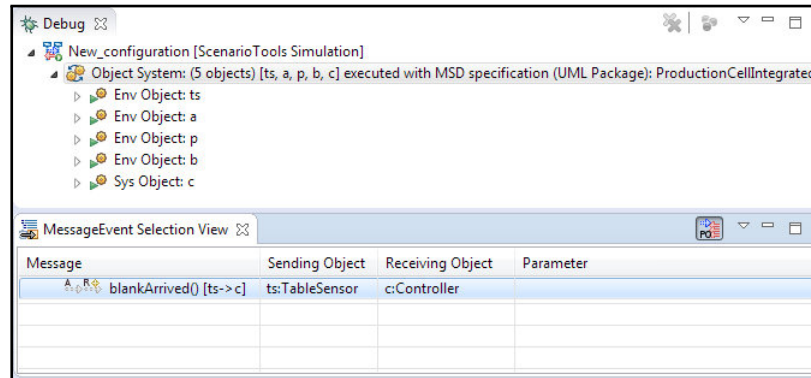 Debug
New_configuration [ScenarioTools Simulation]
Object System: (5 objects) [ts, a, p, b, c] executed with MSD specification (UML Package): ProductionCellIntegrated
Env Object: ts
Env Object: a
Env Object: p
Env Object: b
Sys Object: c
MessageEvent Selection View
PO
Message Sending Object Receiving Object Parameter
A R blankArrived() [ts->c] ts:TableSensor c:Controller